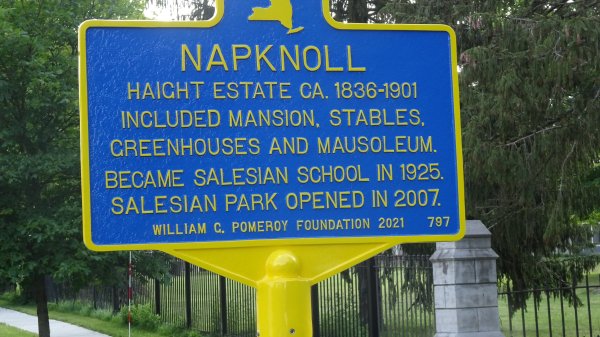 NAPKNOLL
HAIGHT ESTATE CA. 1836-1901
INCLUDED MANSION, STABLES,
GREENHOUSES AND MAUSOLEUM.
BECAME SALESIAN SCHOOL IN 1925.
SALESIAN PARK OPENED IN 2007.
WILLIAM G. POMEROY FOUNDATION 2021 797